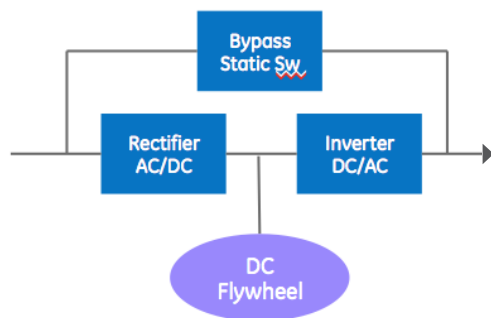 Bypass
Static Sw
Rectifier
AC/DC
Inverter
DC/AC
DC
Flywheel